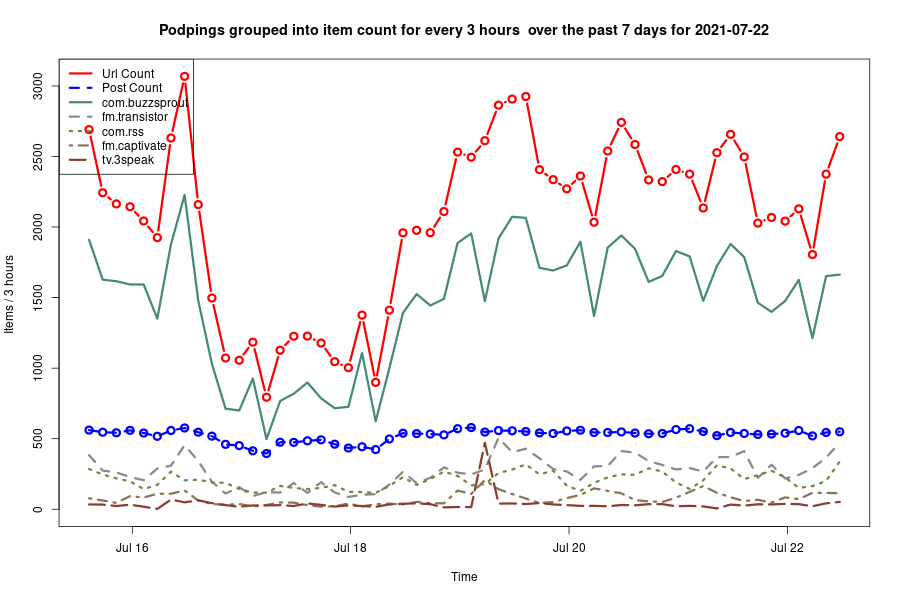 Podpings grouped into item count for every 3 hours  over the past 7 days for 2021-07-22
Url Count
Post Count
com.buzzsprout
fm.transistor
com.rss
fm.captivate
tv.3speak
Items / 3 hours
3000
2500
2000
1500
1000
500
0
Jul 16
Jul 18
Jul 20
Jul 22
Time